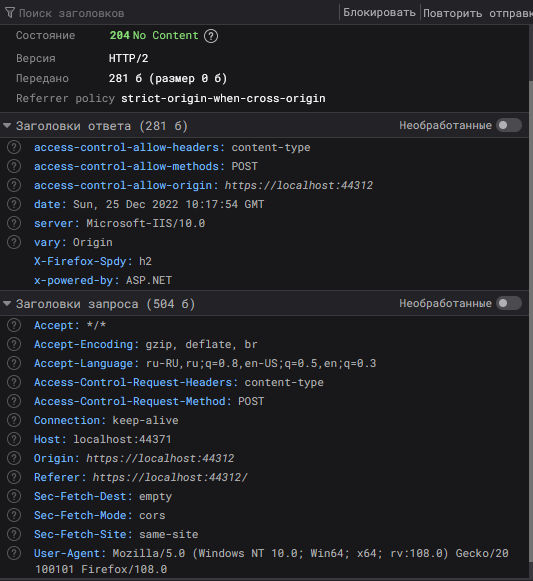 Поиск заголовков Блокировать Повторить отправк
Состояние 204 No Content ?
Версия HTTP/2
Передано 281 б (размер 0 б)
Referrer policy strict-origin-when-cross-origin
Заголовки ответа (281 б) Необработанные
? access-control-allow-headers: content-type
? access-control-allow-methods: POST
? access-control-allow-origin: https://localhost:44312
? date: Sun, 25 Dec 2022 10:17:54 GMT
? server: Microsoft-IIS/10.0
? vary: Origin
X-Firefox-Spdy: h2
x-powered-by: ASP.NET
Заголовки запроса (504 б) Необработанные
? Accept: */*
? Accept-Encoding: gzip, deflate, br
? Accept-Language: ru-RU,ru;q=0.8,en-US;q=0.5,en;q=0.3
? Access-Control-Request-Headers: content-type
? Access-Control-Request-Method: POST
? Connection: keep-alive
? Host: localhost:44371
? Origin: https://localhost:44312
? Referer: https://localhost:44312/
? Sec-Fetch-Dest: empty
? Sec-Fetch-Mode: cors
? Sec-Fetch-Site: same-site
? User-Agent: Mozilla/5.0 (Windows NT 10.0; Win64; x64; rv:108.0) Gecko/20
100101 Firefox/108.0